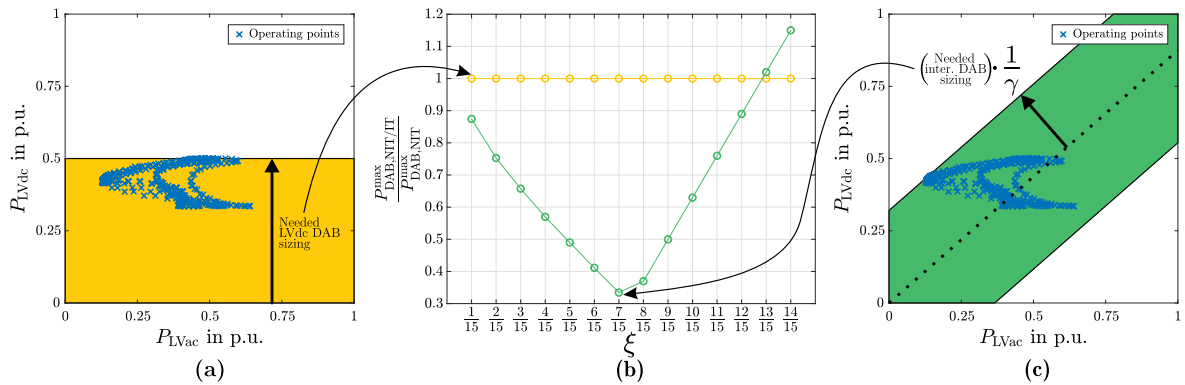 1
0.75
0.5
0.25
0
P_LVdc in p.u.
Operating points
Needed
LVdc DAB
sizing
0 0.25 0.5 0.75 1
P_LVac in p.u.
(a)
1.2
1.1
1
0.9
0.8
0.7
0.6
0.5
0.4
0.3
P^max_DAB,NIT/IT / P^max_DAB,NIT
1/15 2/15 3/15 4/15 5/15 6/15 7/15 8/15 9/15 10/15 11/15 12/15 13/15 14/15
ξ
(b)
1
0.75
0.5
0.25
0
P_LVdc in p.u.
Operating points
(Needed
inter. DAB
sizing) · 1/γ
0 0.25 0.5 0.75 1
P_LVac in p.u.
(c)